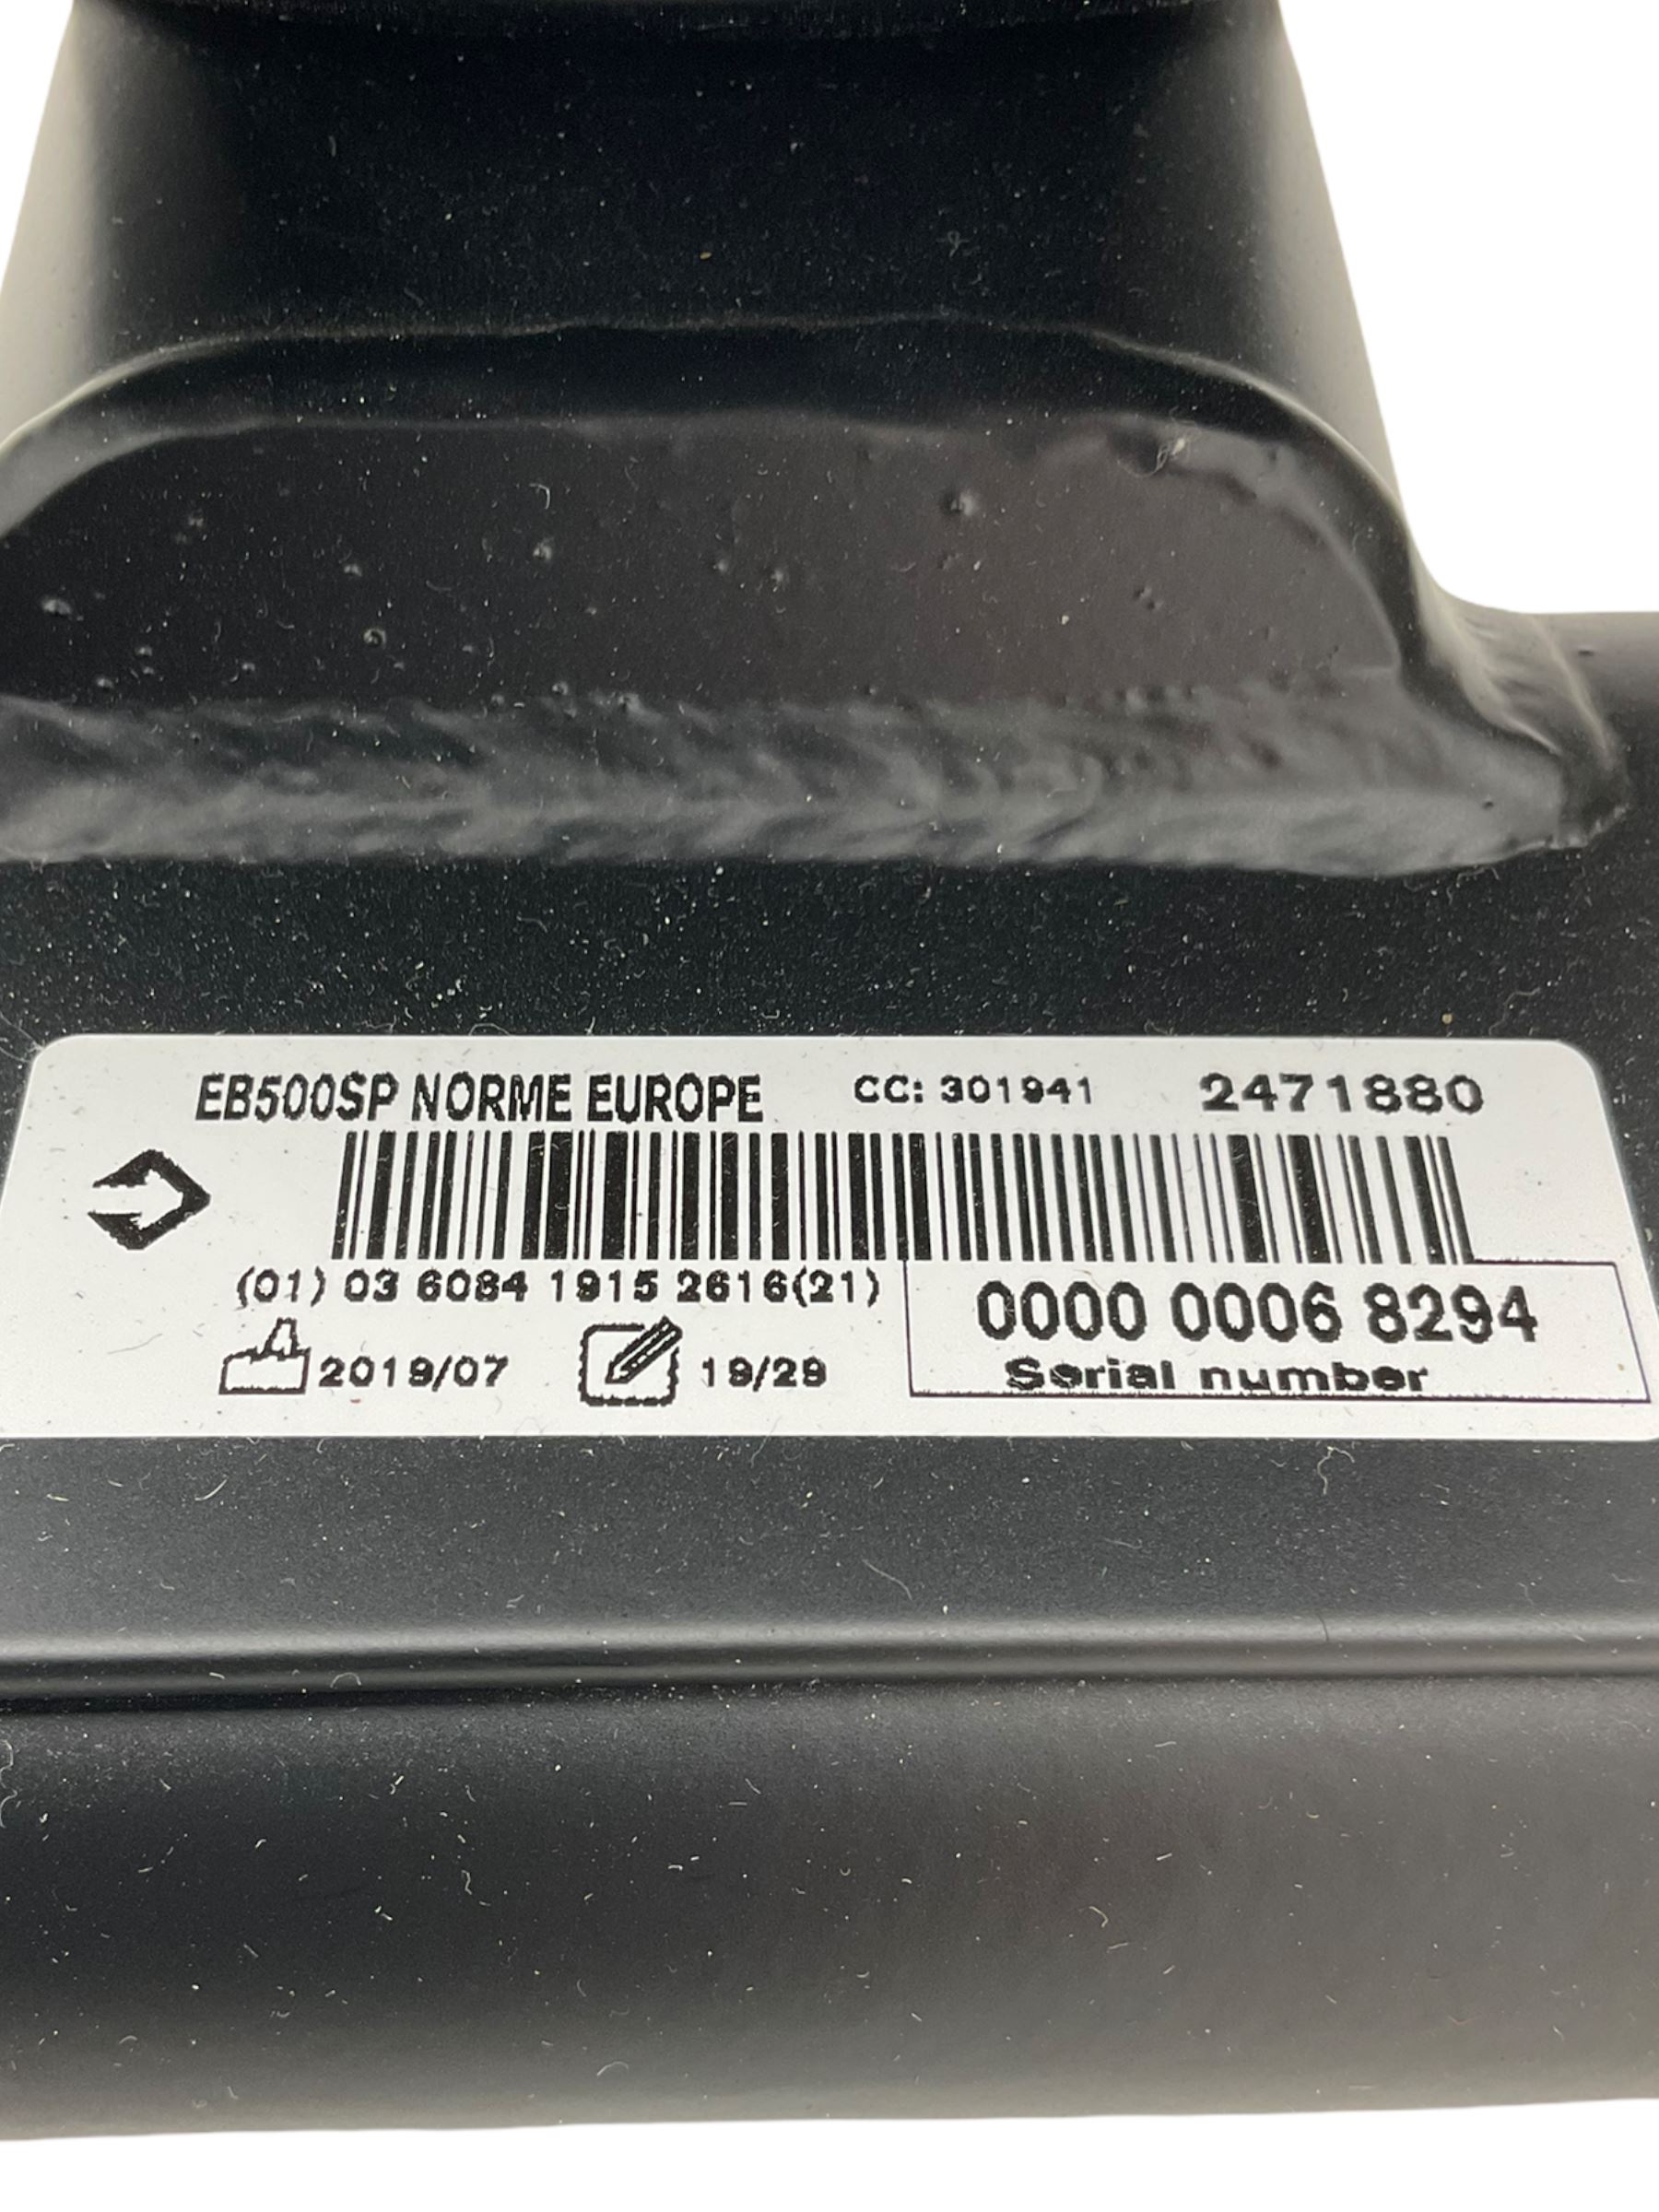 EB500SP NORME EUROPE CC: 301941 2471880
(01) 03 6084 1915 2616(21)
0000 0006 8294
2019/07 19/29 Serial number